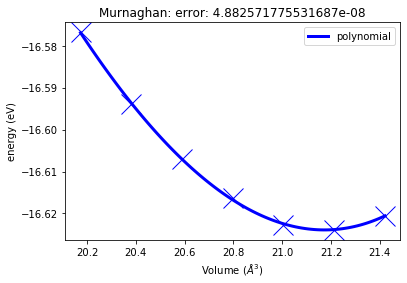 Murnaghan: error: 4.882571775531687e-08
polynomial
energy (eV)
−16.58
−16.59
−16.60
−16.61
−16.62
20.2 20.4 20.6 20.8 21.0 21.2 21.4
Volume (Å³)